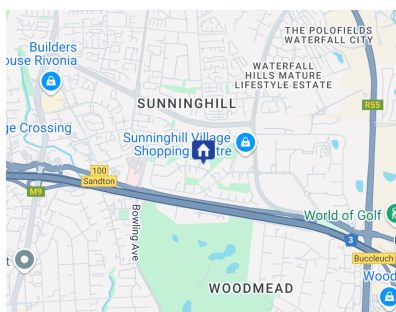 THE POLOFIELDS
WATERFALL CITY
Builders
ouse Rivonia
WATERFALL
HILLS MATURE
LIFESTYLE ESTATE
SUNNINGHILL
R55
ge Crossing
Sunninghill Village
Shopping Centre
100
Sandton
M9
Bowling Ave
World of Golf
3
t
Buccleuch
Wood
WOODMEAD